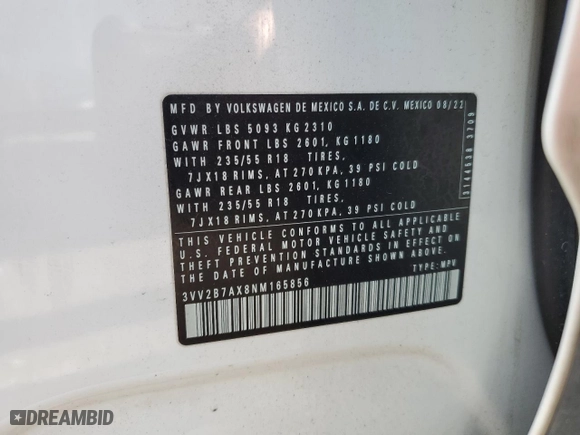 MFD BY VOLKSWAGEN DE MEXICO S.A. DE C.V. MEXICO 08/22
GVWR LBS 5093 KG 2310
GAWR FRONT LBS 2601, KG 1180
WITH 235/55 R18 TIRES,
7JX18 RIMS, AT 270 KPA, 39 PSI COLD
GAWR REAR LBS 2601, KG 1180
WITH 235/55 R18 TIRES,
7JX18 RIMS, AT 270 KPA, 39 PSI COLD
THIS VEHICLE CONFORMS TO ALL APPLICABLE
U.S. FEDERAL MOTOR VEHICLE SAFETY AND
THEFT PREVENTION STANDARDS IN EFFECT ON
THE DATE OF MANUFACTURE SHOWN ABOVE.
3VV2B7AX8NM165856 TYPE: MPV
3144538 3709
DREAMBID